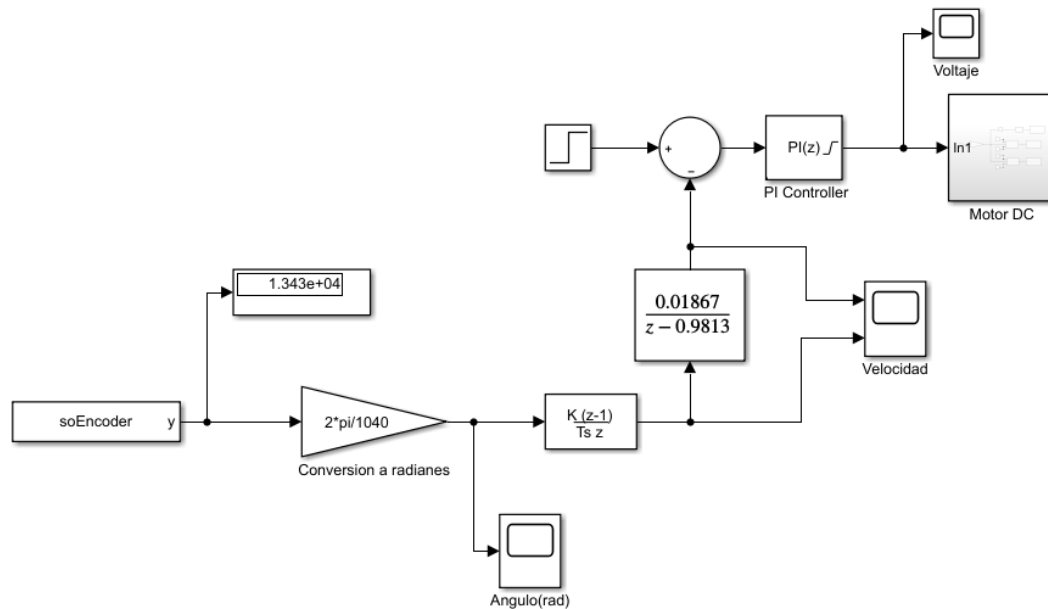 Voltaje
+
−
PI(z)
PI Controller
In1
Motor DC
1.343e+04
0.01867
z − 0.9813
Velocidad
soEncoder
y
2*pi/1040
Conversion a radianes
K (z-1)
Ts z
Angulo(rad)